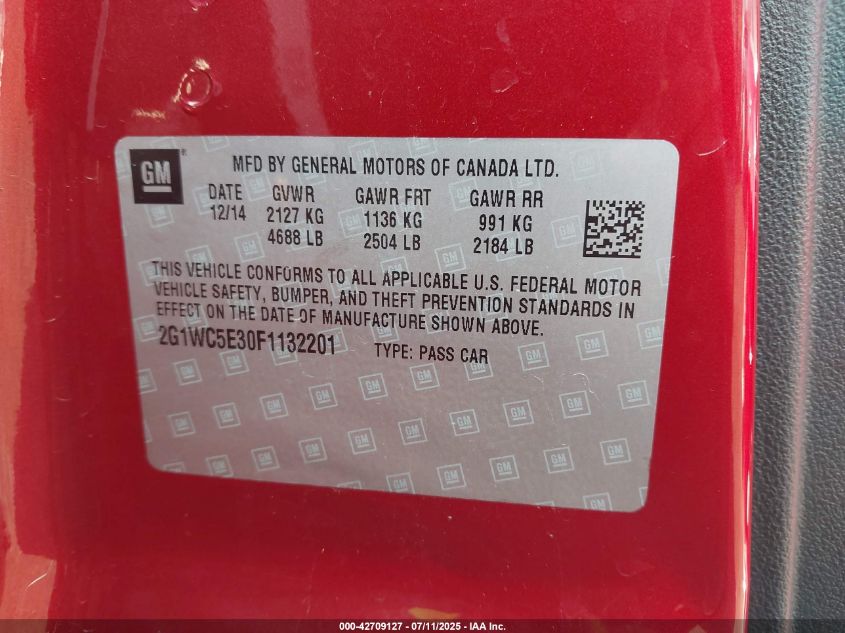 GM
®
MFD BY GENERAL MOTORS OF CANADA LTD.
DATE GVWR GAWR FRT GAWR RR
12/14 2127 KG 1136 KG 991 KG
4688 LB 2504 LB 2184 LB
THIS VEHICLE CONFORMS TO ALL APPLICABLE U.S. FEDERAL MOTOR
VEHICLE SAFETY, BUMPER, AND THEFT PREVENTION STANDARDS IN
EFFECT ON THE DATE OF MANUFACTURE SHOWN ABOVE.
2G1WC5E30F1132201 TYPE: PASS CAR
000-42709127 - 07/11/2025 - IAA Inc.